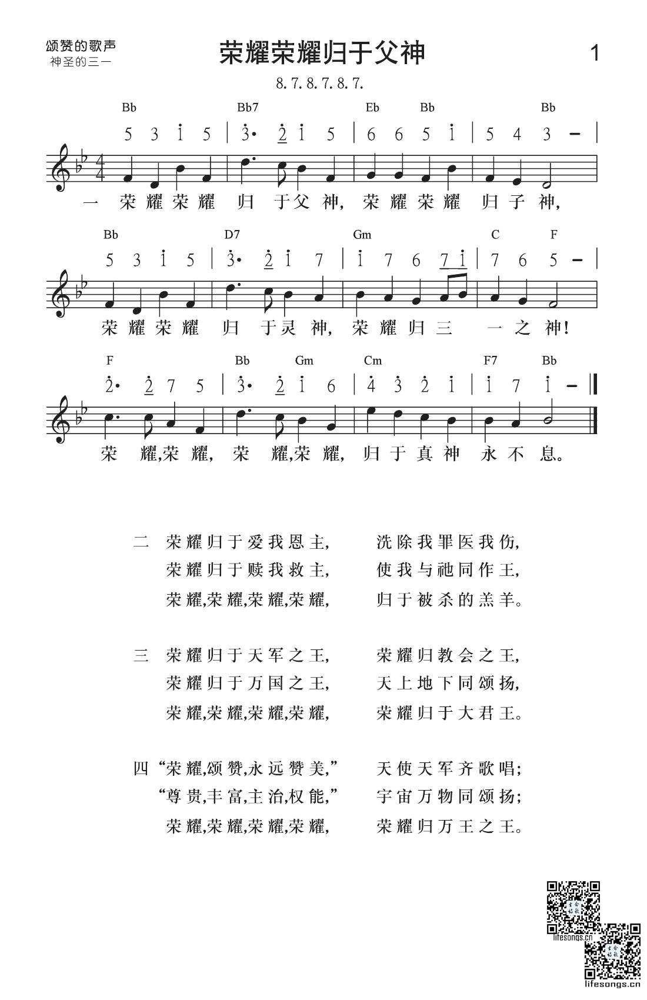 颂赞的歌声
神圣的三一
荣耀荣耀归于父神
1
8.7.8.7.8.7.
Bb Bb7 Eb Bb Bb
5 3 i 5 | 3̇· 2̇ i 5 | 6 6 5 i | 5 4 3 – |
4/4
一 荣耀荣耀 归 于父神, 荣耀荣耀 归子神,
Bb D7 Gm C F
5 3 i 5 | 3̇· 2̇ i 7 | i 7 6 7 i | 7 6 5 – |
荣耀荣耀 归 于灵神, 荣耀归三 一之神!
F Bb Gm Cm F7 Bb
2̇· 2̇ 7 5 | 3̇· 2̇ i 6 | 4̇ 3̇ 2̇ i | i 7 i –
荣 耀,荣耀, 荣 耀,荣耀, 归于真神 永不息。
二 荣耀归于爱我恩主, 洗除我罪医我伤,
荣耀归于赎我救主, 使我与祂同作王,
荣耀,荣耀,荣耀,荣耀, 归于被杀的羔羊。
三 荣耀归于天军之王, 荣耀归教会之王,
荣耀归于万国之王, 天上地下同颂扬,
荣耀,荣耀,荣耀,荣耀, 荣耀归于大君王。
四 “荣耀,颂赞,永远赞美,” 天使天军齐歌唱;
“尊贵,丰富,主治,权能,” 宇宙万物同颂扬;
荣耀,荣耀,荣耀,荣耀, 荣耀归万王之王。
生命
诗歌
lifesongs.cn
生命
诗歌
lifesongs.cn